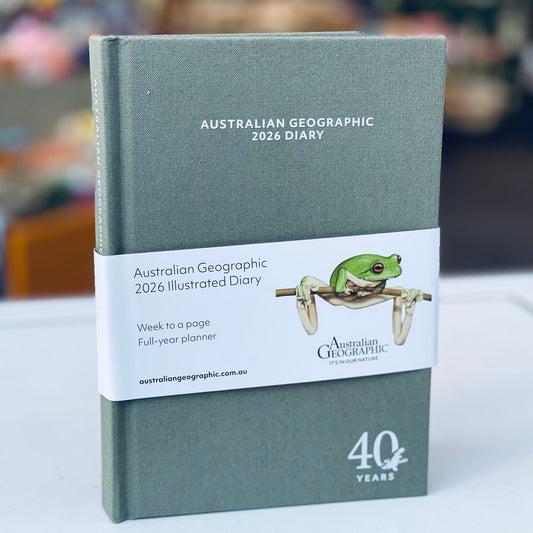 AUSTRALIAN GEOGRAPHIC
2026 DIARY
AUSTRALIAN GEOGRAPHIC
Australian Geographic
2026 Illustrated Diary
Week to a page
Full-year planner
australiangeographic.com.au
Australian
GEOGRAPHIC
IT'S IN OUR NATURE
40
YEARS